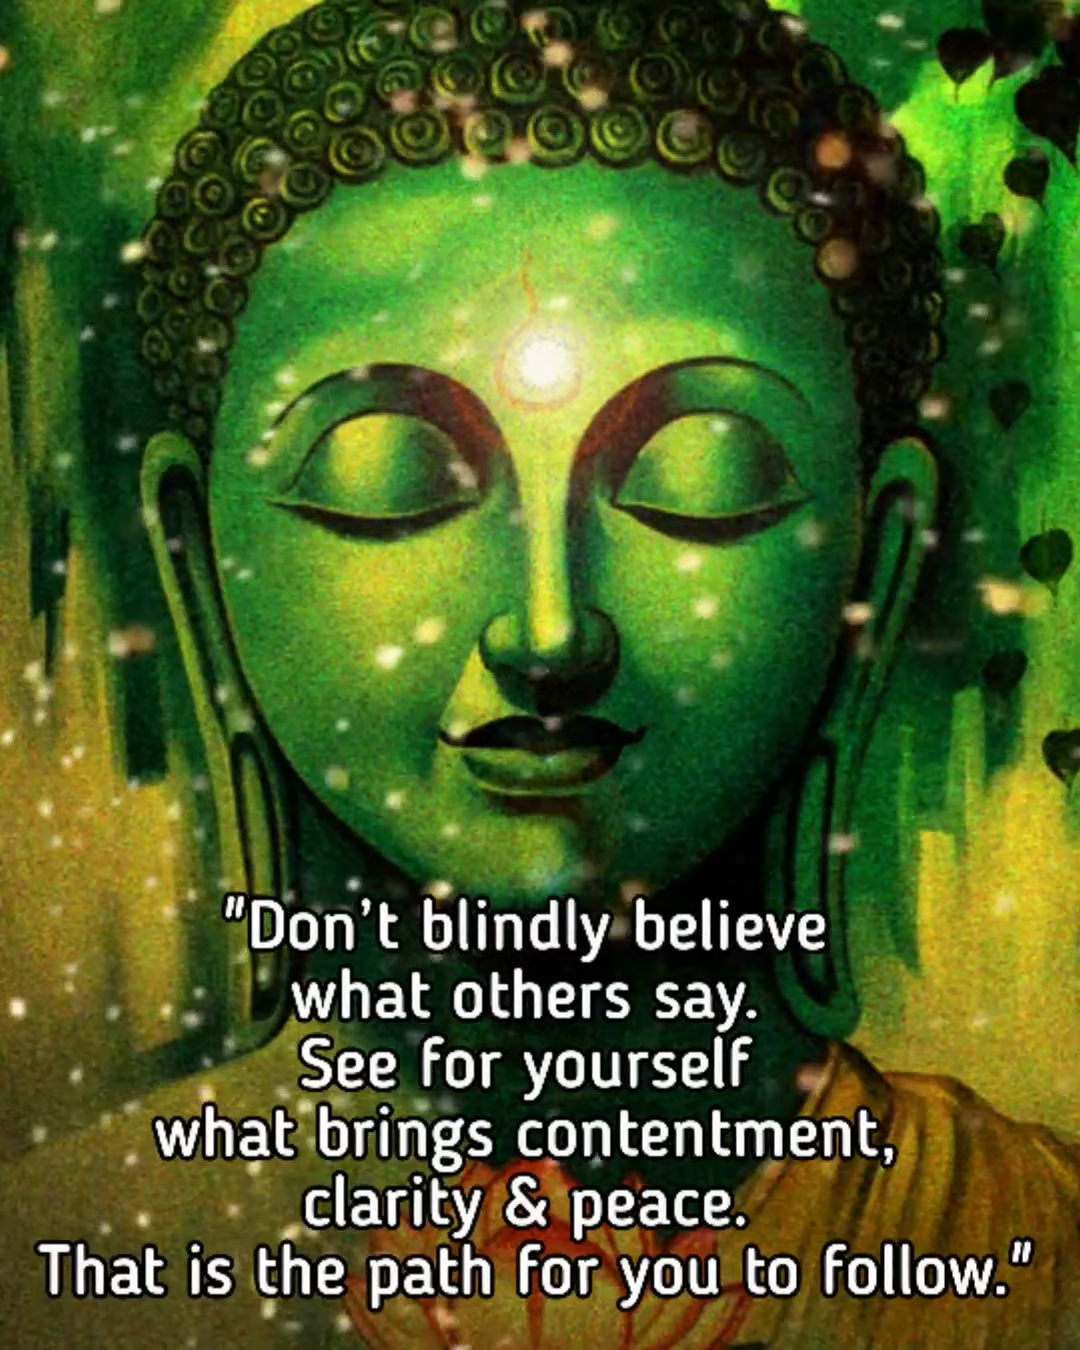 "Don't blindly believe
what others say.
See for yourself
what brings contentment,
clarity & peace.
That is the path for you to follow."